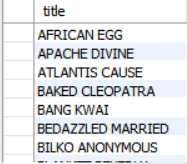 title
AFRICAN EGG
APACHE DIVINE
ATLANTIS CAUSE
BAKED CLEOPATRA
BANG KWAI
BEDAZZLED MARRIED
BILKO ANONYMOUS